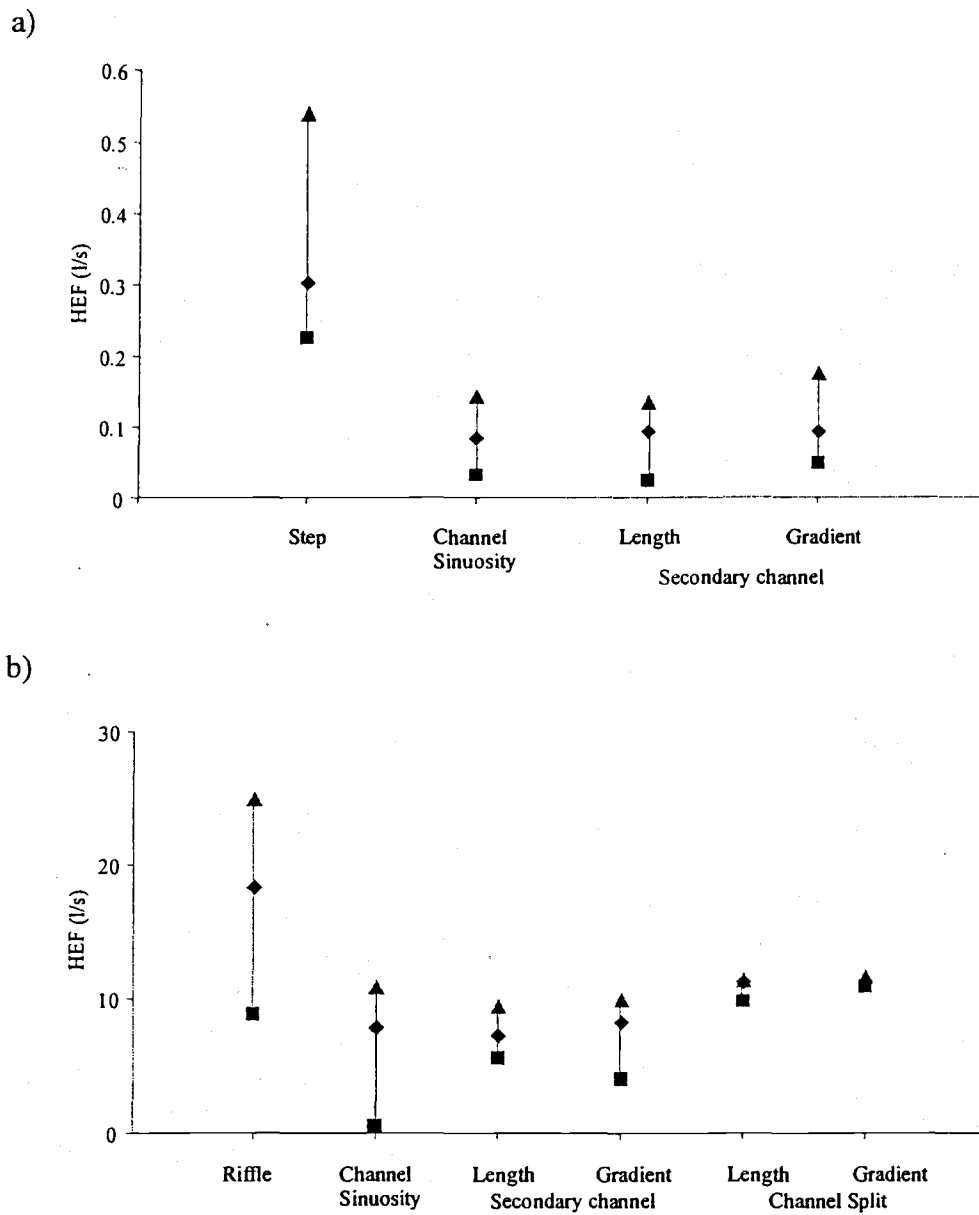 a)
0.6
0.5
0.4
0.3
0.2
0.1
0
HEF (l/s)
Step
Channel
Sinuosity
Length
Gradient
Secondary channel
b)
30
20
10
0
HEF (l/s)
Riffle
Channel
Sinuosity
Length
Gradient
Secondary channel
Length
Gradient
Channel Split